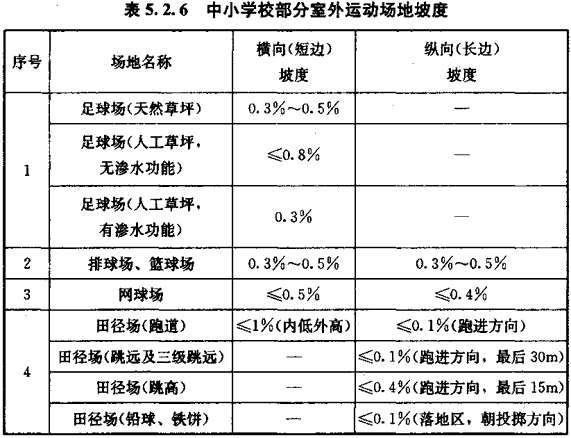 表5.2.6 中小学校部分室外运动场地坡度
序号 场地名称 横向(短边)坡度 纵向(长边)坡度
1 足球场(天然草坪) 0.3%~0.5% —
足球场(人工草坪,无渗水功能) ≤0.8% —
足球场(人工草坪,有渗水功能) 0.3% —
2 排球场、篮球场 0.3%~0.5% 0.3%~0.5%
3 网球场 ≤0.5% ≤0.4%
4 田径场(跑道) ≤1%(内低外高) ≤0.1%(跑进方向)
田径场(跳远及三级跳远) — ≤0.1%(跑进方向,最后30m)
田径场(跳高) — ≤0.4%(跑进方向,最后15m)
田径场(铅球、铁饼) — ≤0.1%(落地区,朝投掷方向)